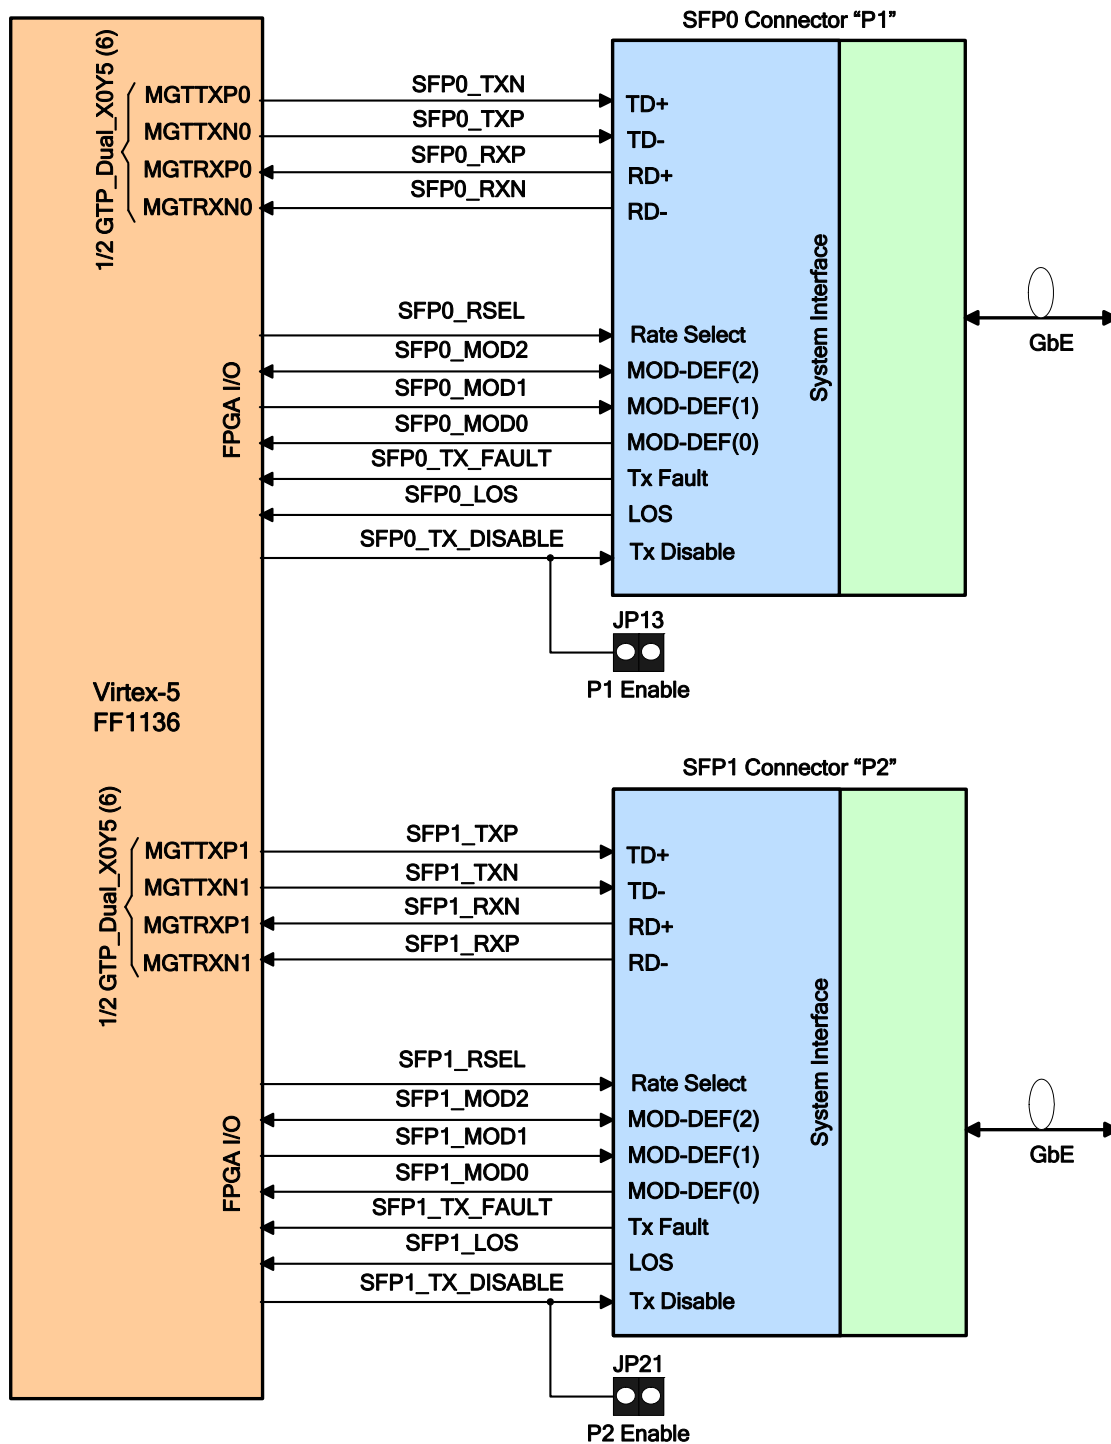 SFP0 Connector “P1”
1/2 GTP_Dual_X0Y5 (6)
MGTTXP0
SFP0_TXN
TD+
MGTTXN0
SFP0_TXP
TD-
MGTRXP0
SFP0_RXP
RD+
MGTRXN0
SFP0_RXN
RD-
System Interface
GbE
FPGA I/O
SFP0_RSEL
Rate Select
SFP0_MOD2
MOD-DEF(2)
SFP0_MOD1
MOD-DEF(1)
SFP0_MOD0
MOD-DEF(0)
SFP0_TX_FAULT
Tx Fault
SFP0_LOS
LOS
SFP0_TX_DISABLE
Tx Disable
JP13
P1 Enable
Virtex-5
FF1136
SFP1 Connector “P2”
1/2 GTP_Dual_X0Y5 (6)
MGTTXP1
SFP1_TXP
TD+
MGTTXN1
SFP1_TXN
TD-
MGTRXP1
SFP1_RXN
RD+
MGTRXN1
SFP1_RXP
RD-
System Interface
GbE
FPGA I/O
SFP1_RSEL
Rate Select
SFP1_MOD2
MOD-DEF(2)
SFP1_MOD1
MOD-DEF(1)
SFP1_MOD0
MOD-DEF(0)
SFP1_TX_FAULT
Tx Fault
SFP1_LOS
LOS
SFP1_TX_DISABLE
Tx Disable
JP21
P2 Enable